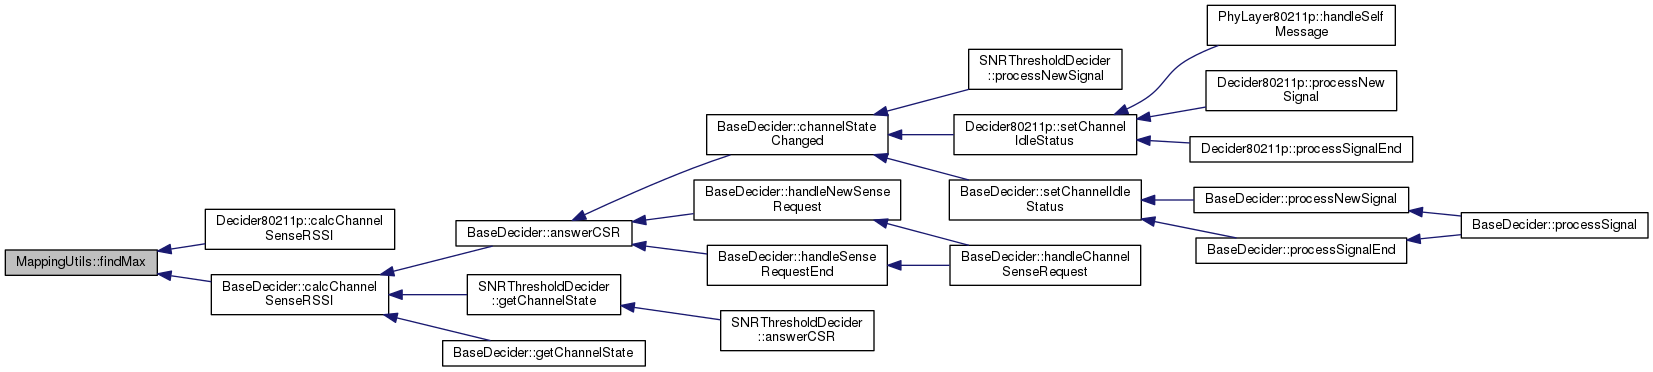 MappingUtils::findMax
Decider80211p::calcChannel
SenseRSSI
BaseDecider::calcChannel
SenseRSSI
BaseDecider::answerCSR
SNRThresholdDecider
::getChannelState
BaseDecider::getChannelState
BaseDecider::channelState
Changed
BaseDecider::handleNewSense
Request
BaseDecider::handleSense
RequestEnd
SNRThresholdDecider
::answerCSR
SNRThresholdDecider
::processNewSignal
Decider80211p::setChannel
IdleStatus
BaseDecider::setChannelIdle
Status
BaseDecider::handleChannel
SenseRequest
PhyLayer80211p::handleSelf
Message
Decider80211p::processNew
Signal
Decider80211p::processSignalEnd
BaseDecider::processNewSignal
BaseDecider::processSignalEnd
BaseDecider::processSignal